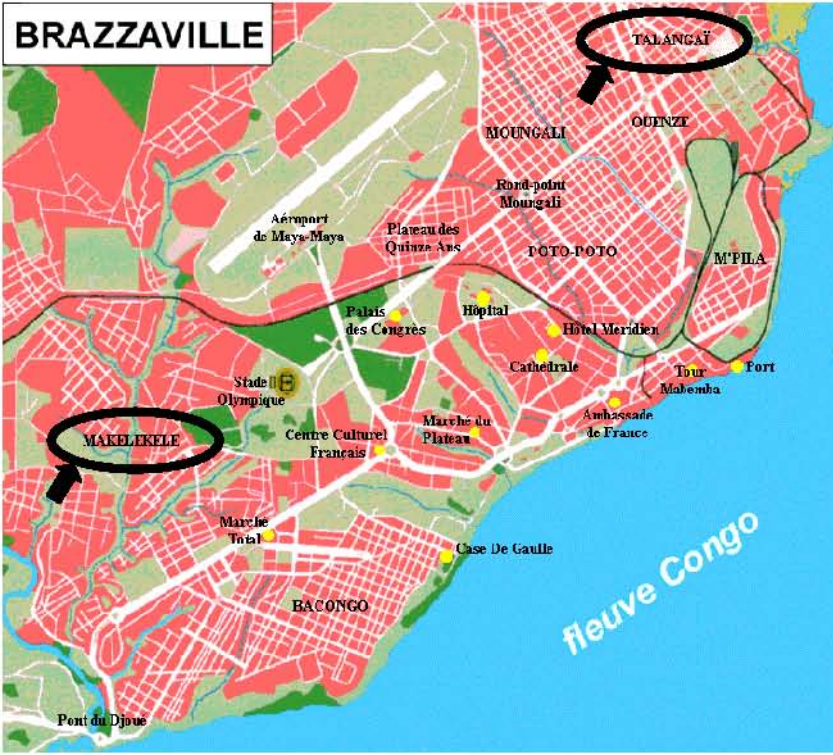 BRAZZAVILLE
TALANGAÏ
OUENZE
MOUNGALI
Rond-point
Moungali
Aéroport
de Maya-Maya
Plateau des
Quinze Ans
POTO-POTO
M'PILA
Palais
des Congrès
Hôpital
Hôtel Meridien
Cathédrale
Tour
Mabemba
Port
Stade
Olympique
Ambassade
de France
MAKELEKELE
Centre Culturel
Français
Marché du
Plateau
Marche
Total
Case De Gaulle
BACONGO
fleuve Congo
Pont du Djoué